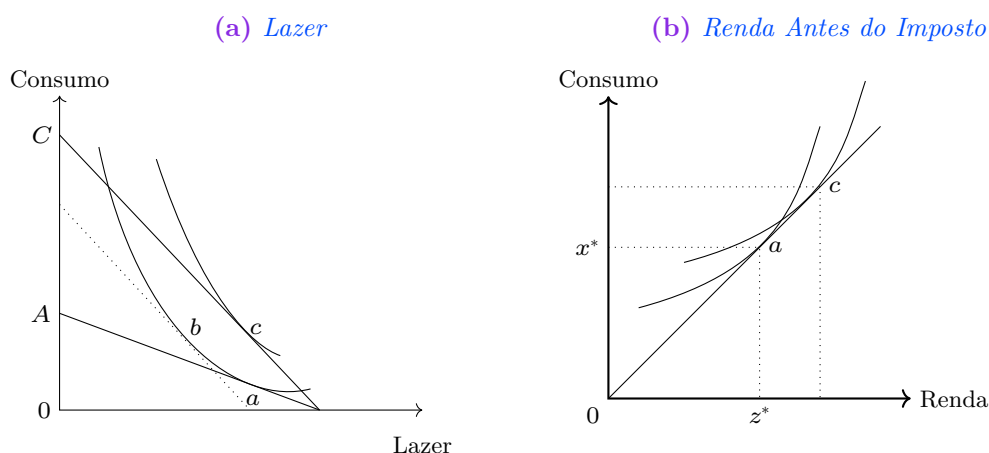 (a) Lazer
Consumo
C
A
b
c
a
0
Lazer
(b) Renda Antes do Imposto
Consumo
c
x*
a
0
z*
Renda